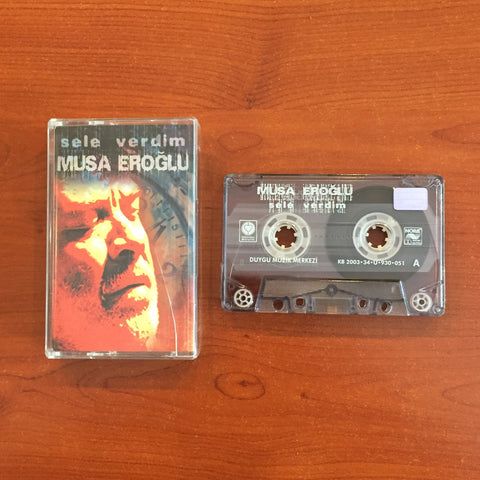 sele verdim
MUSA EROĞLU
MUSA EROĞLU
sele verdim
DUYGU MÜZİK MERKEZİ
KB 2003•34•Ü•930•051
A